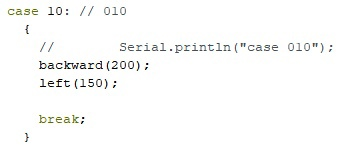 case 10: // 010
{
// Serial.println("case 010");
backward(200);
left(150);
break;
}